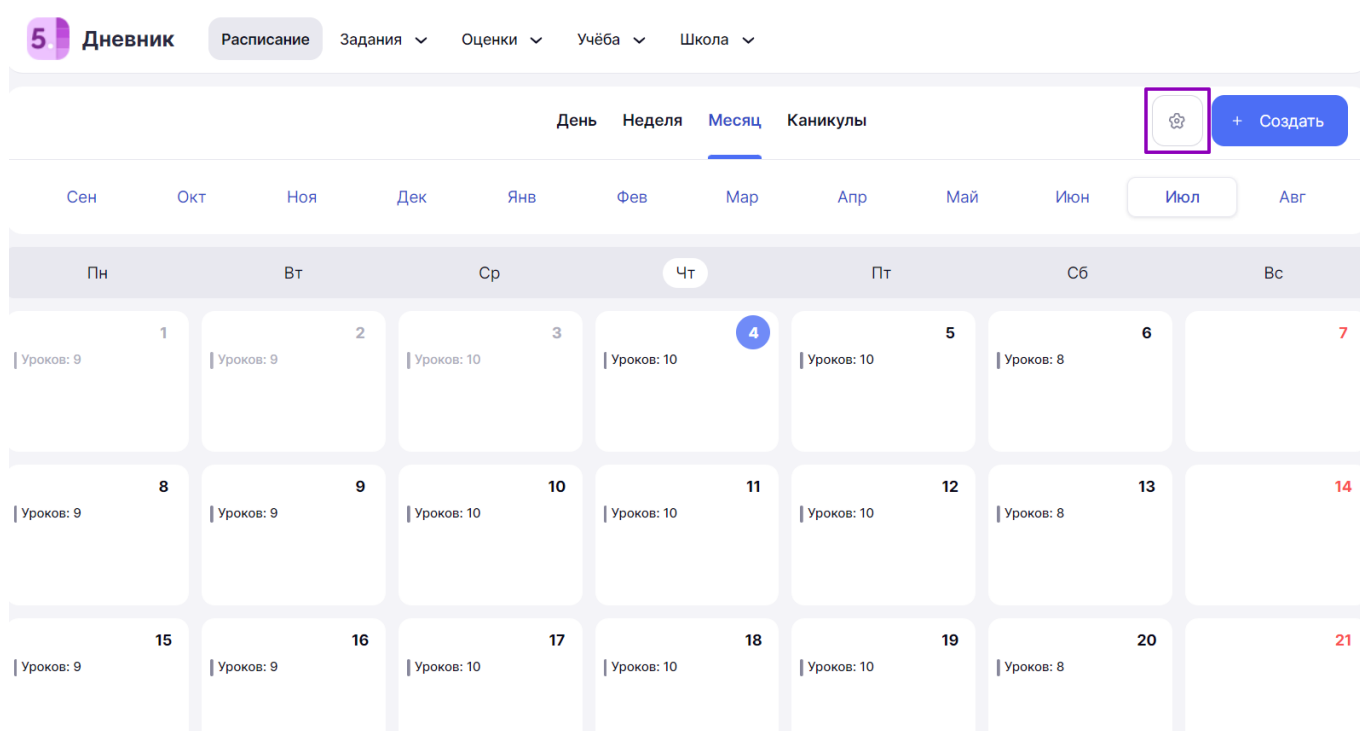 5. Дневник Расписание Задания Оценки Учёба Школа
День Неделя Месяц Каникулы + Создать
Сен Окт Ноя Дек Янв Фев Мар Апр Май Июн Июл Авг
Пн Вт Ср Чт Пт Сб Вс
1 2 3 4 5 6 7
Уроков: 9 Уроков: 9 Уроков: 10 Уроков: 10 Уроков: 10 Уроков: 8
8 9 10 11 12 13 14
Уроков: 9 Уроков: 9 Уроков: 10 Уроков: 10 Уроков: 10 Уроков: 8
15 16 17 18 19 20 21
Уроков: 9 Уроков: 9 Уроков: 10 Уроков: 10 Уроков: 10 Уроков: 8